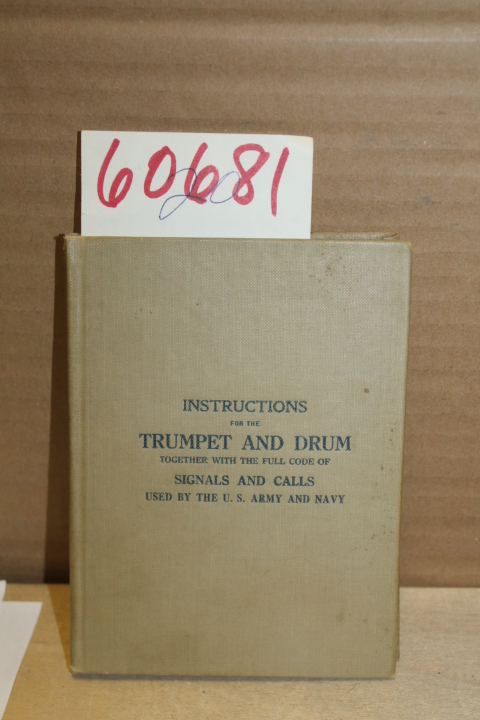 60681
20
INSTRUCTIONS
FOR THE
TRUMPET AND DRUM
TOGETHER WITH THE FULL CODE OF
SIGNALS AND CALLS
USED BY THE U. S. ARMY AND NAVY